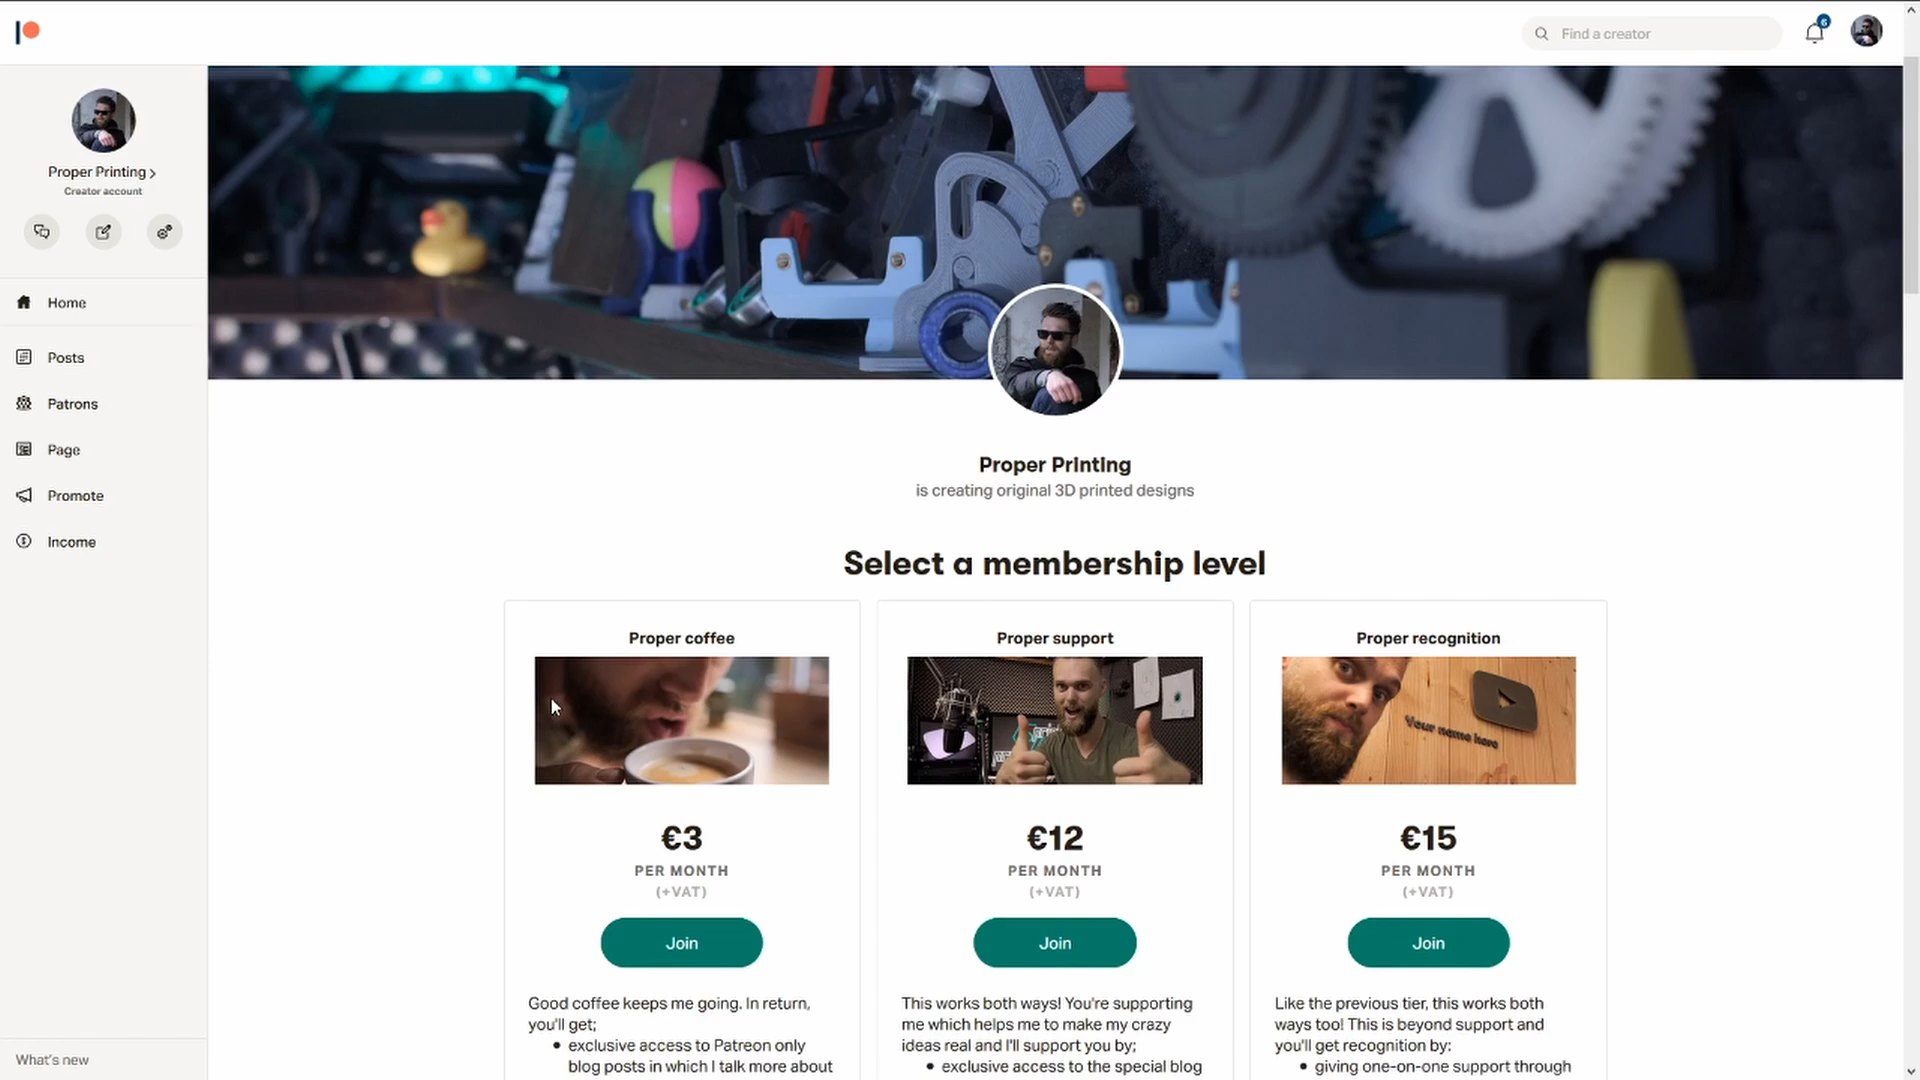 Find a creator
6
Proper Printing
Creator account
Home
Posts
Patrons
Page
Promote
Income
What's new
Proper Printing
is creating original 3D printed designs
Select a membership level
Proper coffee
€3
PER MONTH
(+VAT)
Join
Good coffee keeps me going. In return,
you'll get;
exclusive access to Patreon only
blog posts in which I talk more about
Proper support
€12
PER MONTH
(+VAT)
Join
This works both ways! You're supporting
me which helps me to make my crazy
ideas real and I'll support you by;
exclusive access to the special blog
Proper recognition
Your name here
€15
PER MONTH
(+VAT)
Join
Like the previous tier, this works both
ways too! This is beyond support and
you'll get recognition by:
giving one-on-one support through